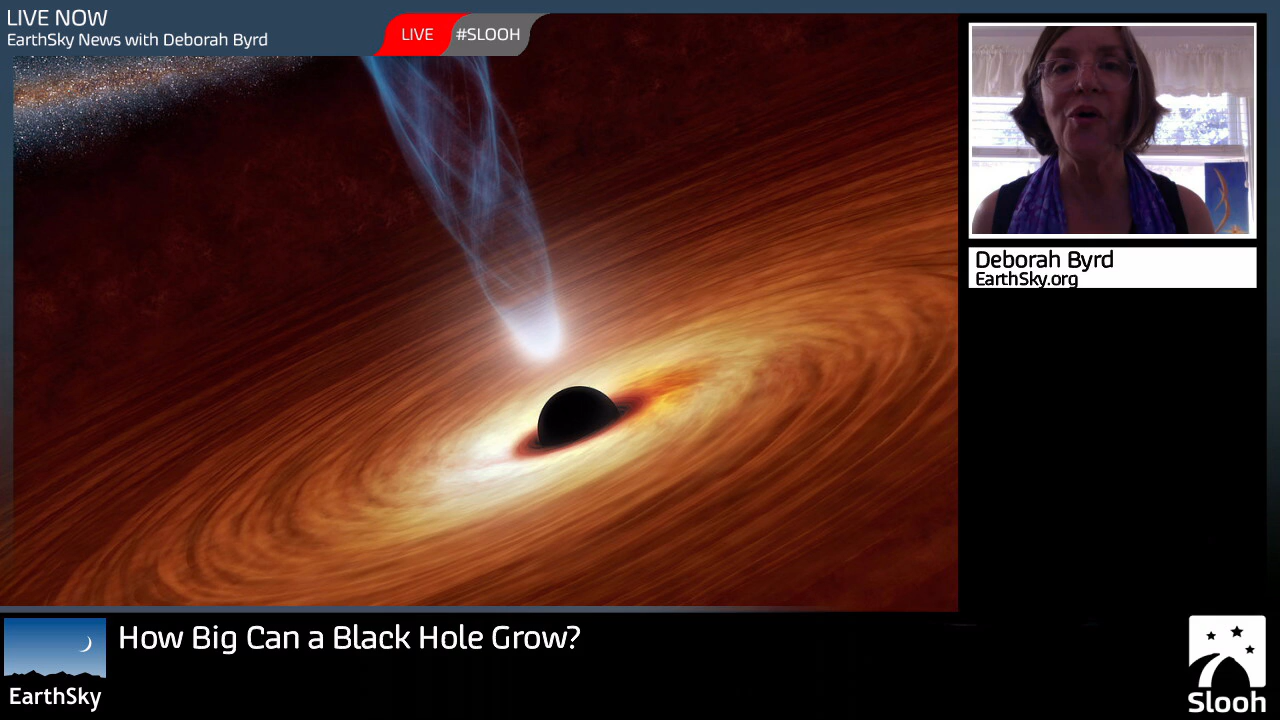 LIVE NOW
EarthSky News with Deborah Byrd
LIVE
#SLOOH
Deborah Byrd
EarthSky.org
How Big Can a Black Hole Grow?
EarthSky
Slooh